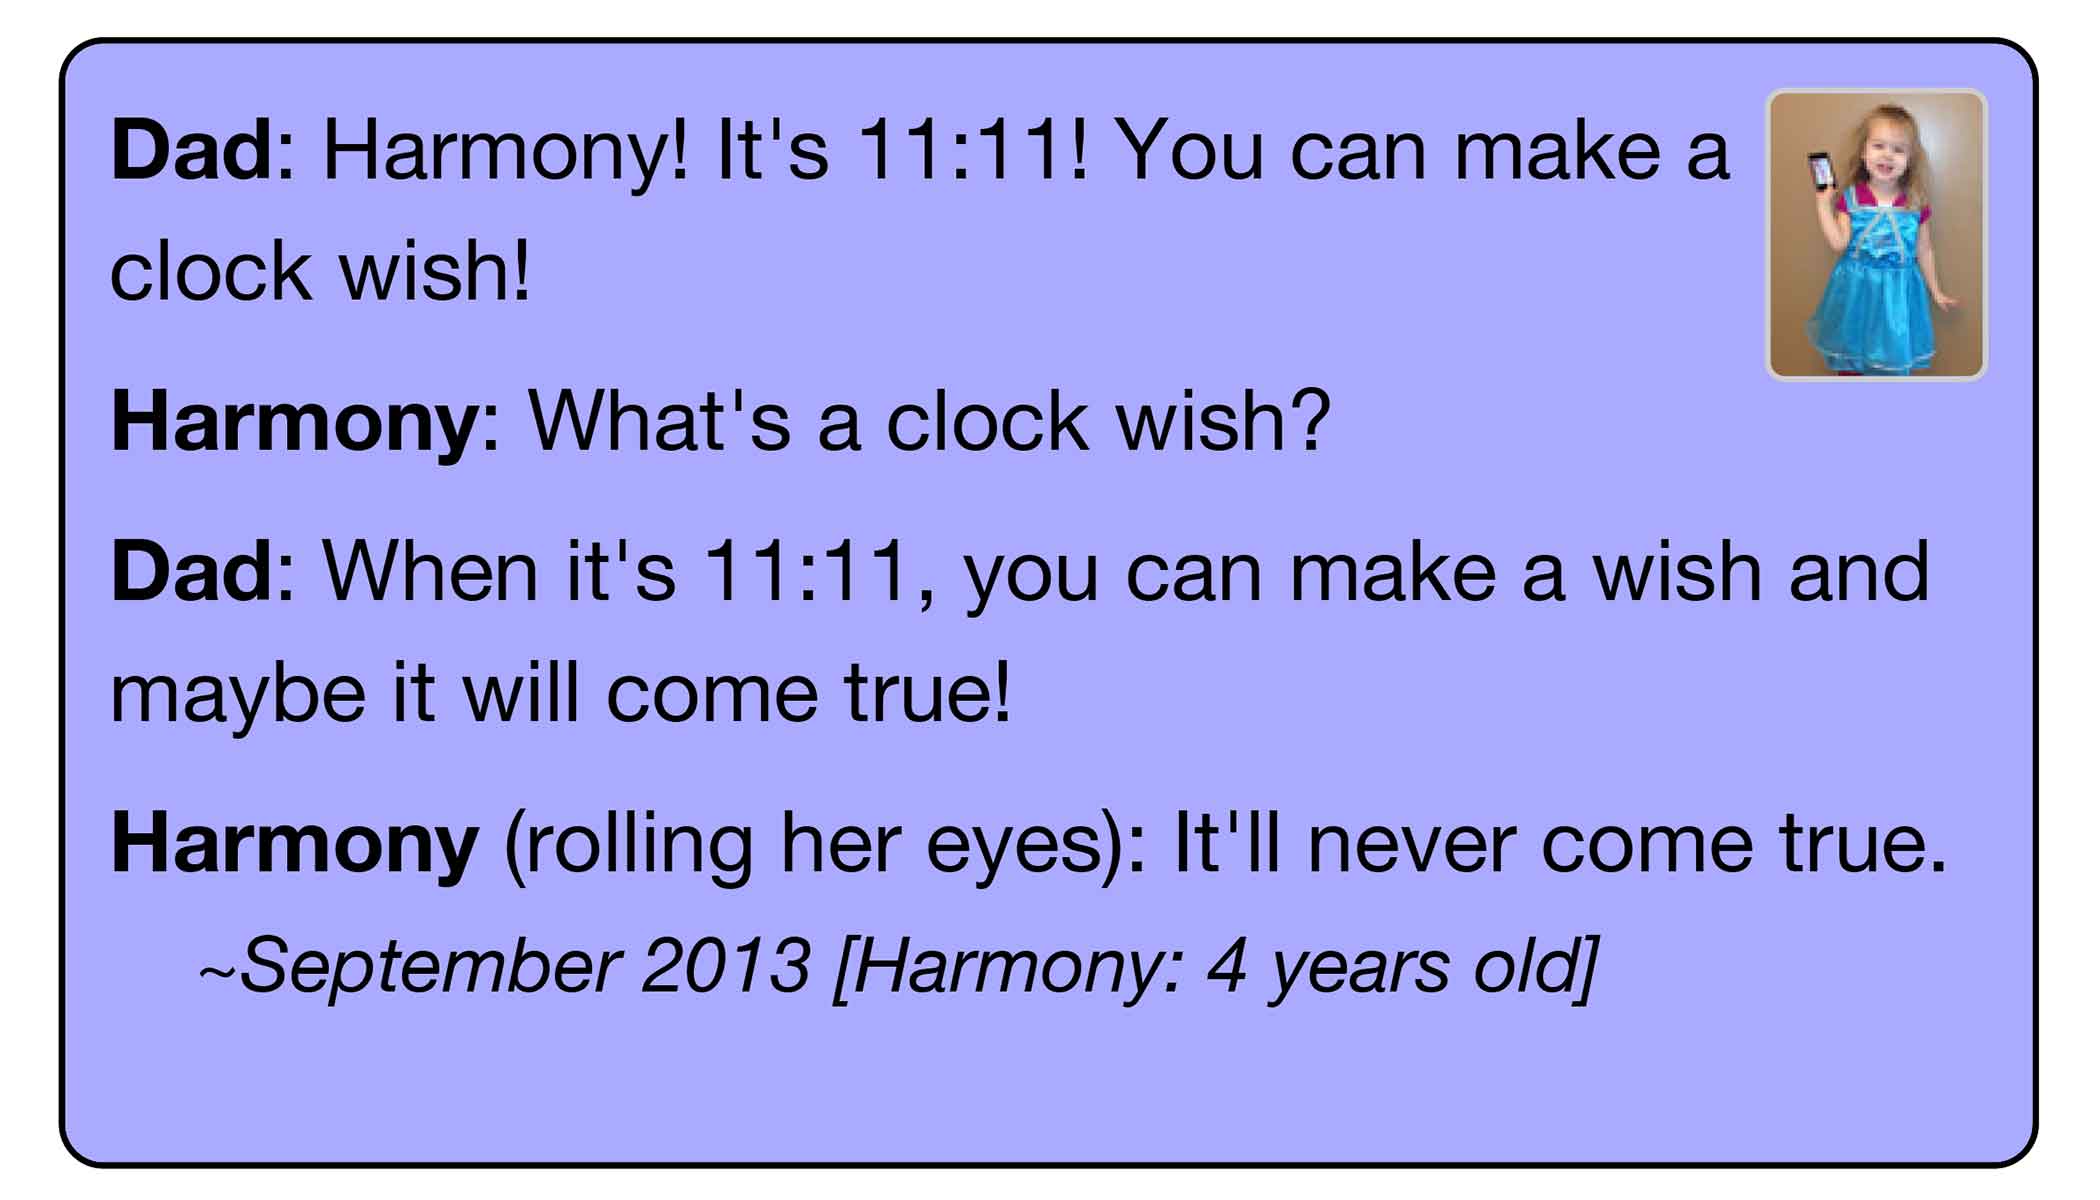 Dad: Harmony! It's 11:11! You can make a
clock wish!
Harmony: What's a clock wish?
Dad: When it's 11:11, you can make a wish and
maybe it will come true!
Harmony (rolling her eyes): It'll never come true.
~September 2013 [Harmony: 4 years old]